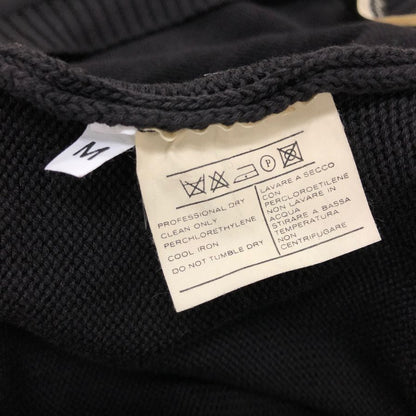 M
P
PROFESSIONAL DRY
CLEAN ONLY
PERCHLORETHYLENE
COOL IRON
DO NOT TUMBLE DRY
LAVARE A SECCO
CON
PERCLOROETILENE
NON LAVARE IN
ACQUA
STIRARE A BASSA
TEMPERATURA
NON
CENTRIFUGARE